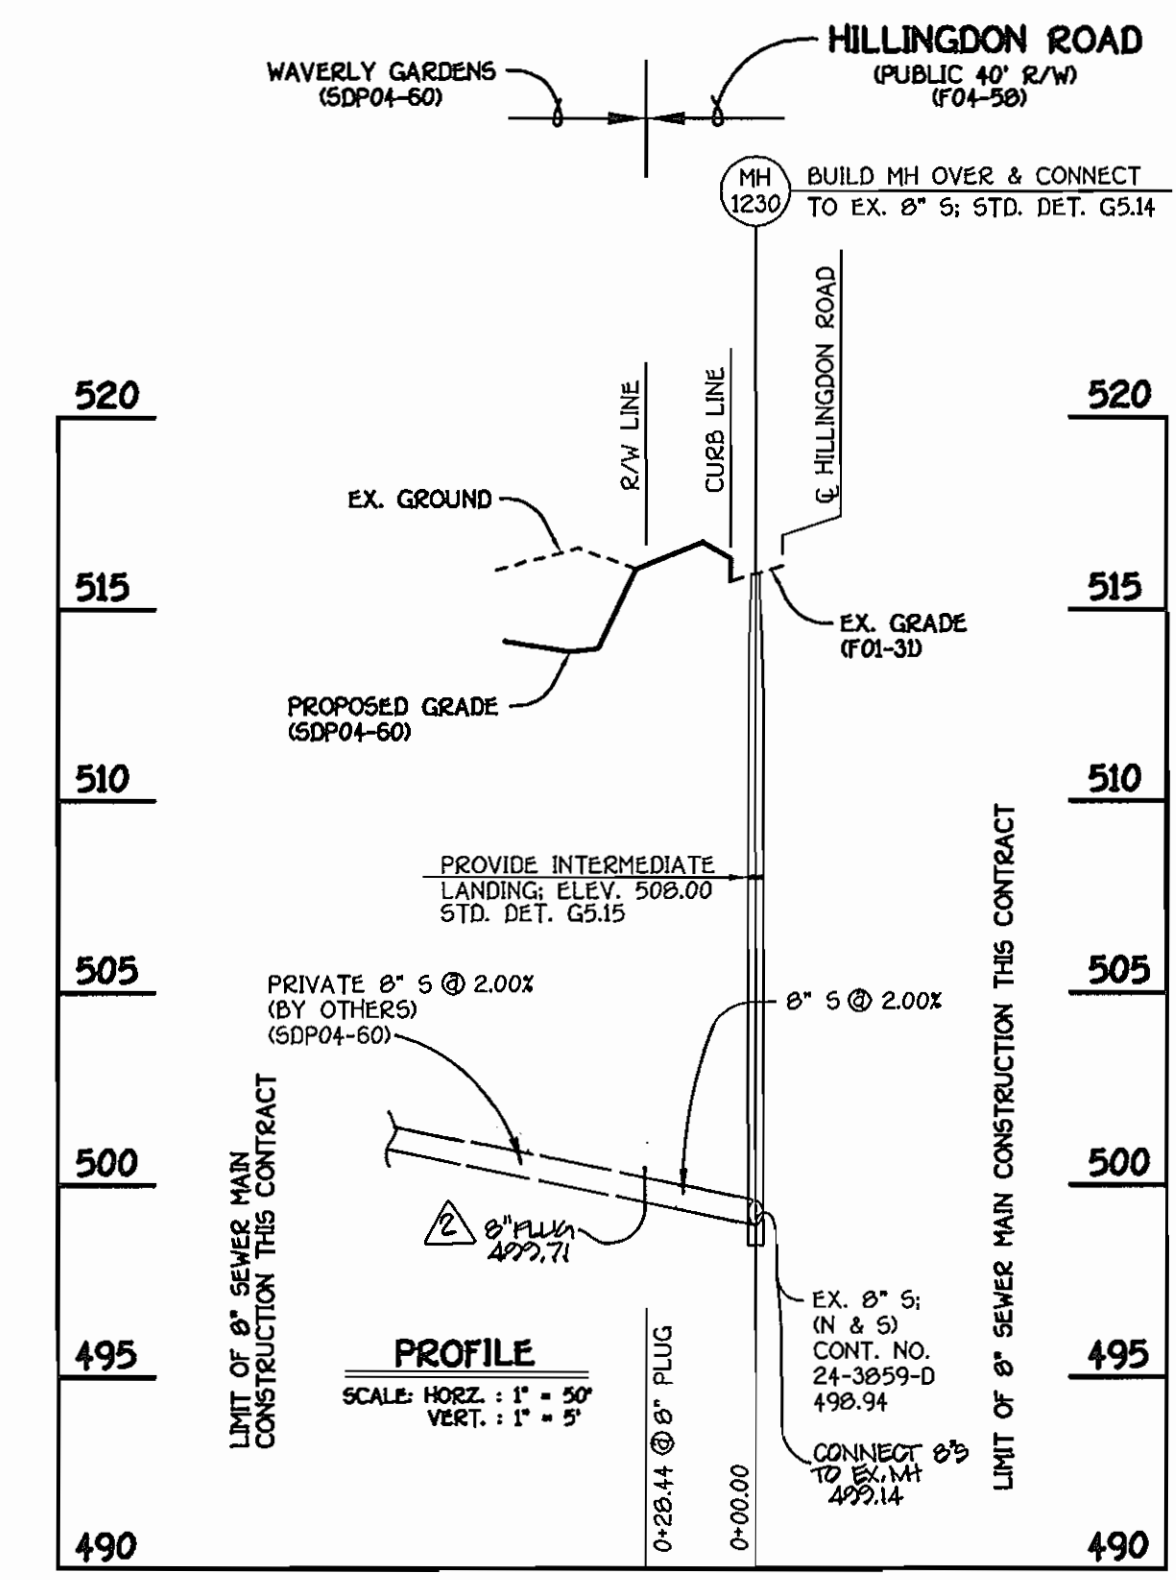 HILLINGDON ROAD
(PUBLIC 40' R/W)
(F04-58)
WAVERLY GARDENS
(SDP04-60)
MH
1230
BUILD MH OVER & CONNECT
TO EX. 8" S; STD. DET. G5.14
℄ HILLINGDON ROAD
R/W LINE
CURB LINE
520
520
EX. GROUND
515
515
EX. GRADE
(F01-31)
PROPOSED GRADE
(SDP04-60)
510
510
PROVIDE INTERMEDIATE
LANDING; ELEV. 508.00
STD. DET. G5.15
505
505
PRIVATE 8" S @ 2.00%
(BY OTHERS)
(SDP04-60)
8" S @ 2.00%
LIMIT OF 8" SEWER MAIN
CONSTRUCTION THIS CONTRACT
LIMIT OF 8" SEWER MAIN CONSTRUCTION THIS CONTRACT
500
500
2
8" PLUG
499.71
EX. 8" S;
(N & S)
CONT. NO.
24-3859-D
498.94
495
495
PROFILE
SCALE: HORZ. : 1" = 50'
VERT. : 1" = 5'
0+28.44 @ 8" PLUG
0+00.00
CONNECT 8"S
TO EX. MH
499.14
490
490